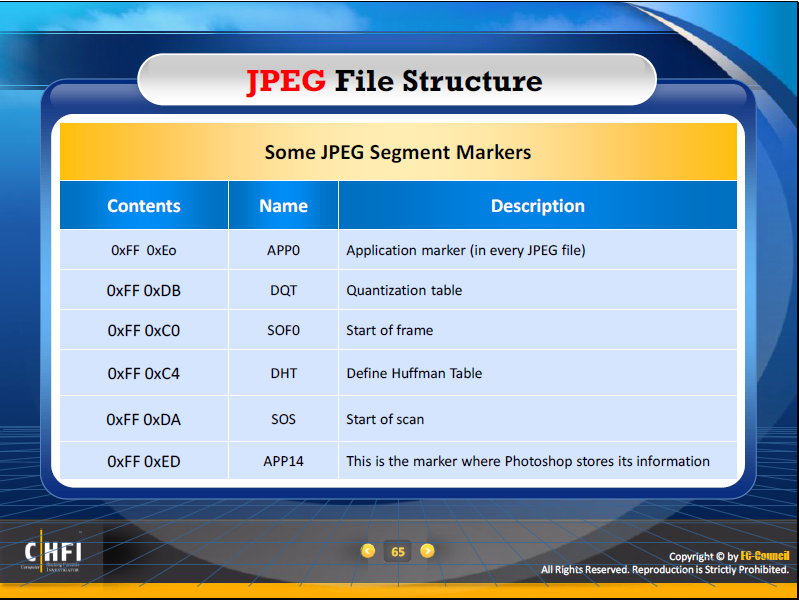 JPEG File Structure
Some JPEG Segment Markers
Contents Name Description
0xFF 0xEo APP0 Application marker (in every JPEG file)
0xFF 0xDB DQT Quantization table
0xFF 0xC0 SOF0 Start of frame
0xFF 0xC4 DHT Define Huffman Table
0xFF 0xDA SOS Start of scan
0xFF 0xED APP14 This is the marker where Photoshop stores its information
CHFI
65
Copyright © by EC-Council
All Rights Reserved. Reproduction is Strictly Prohibited.